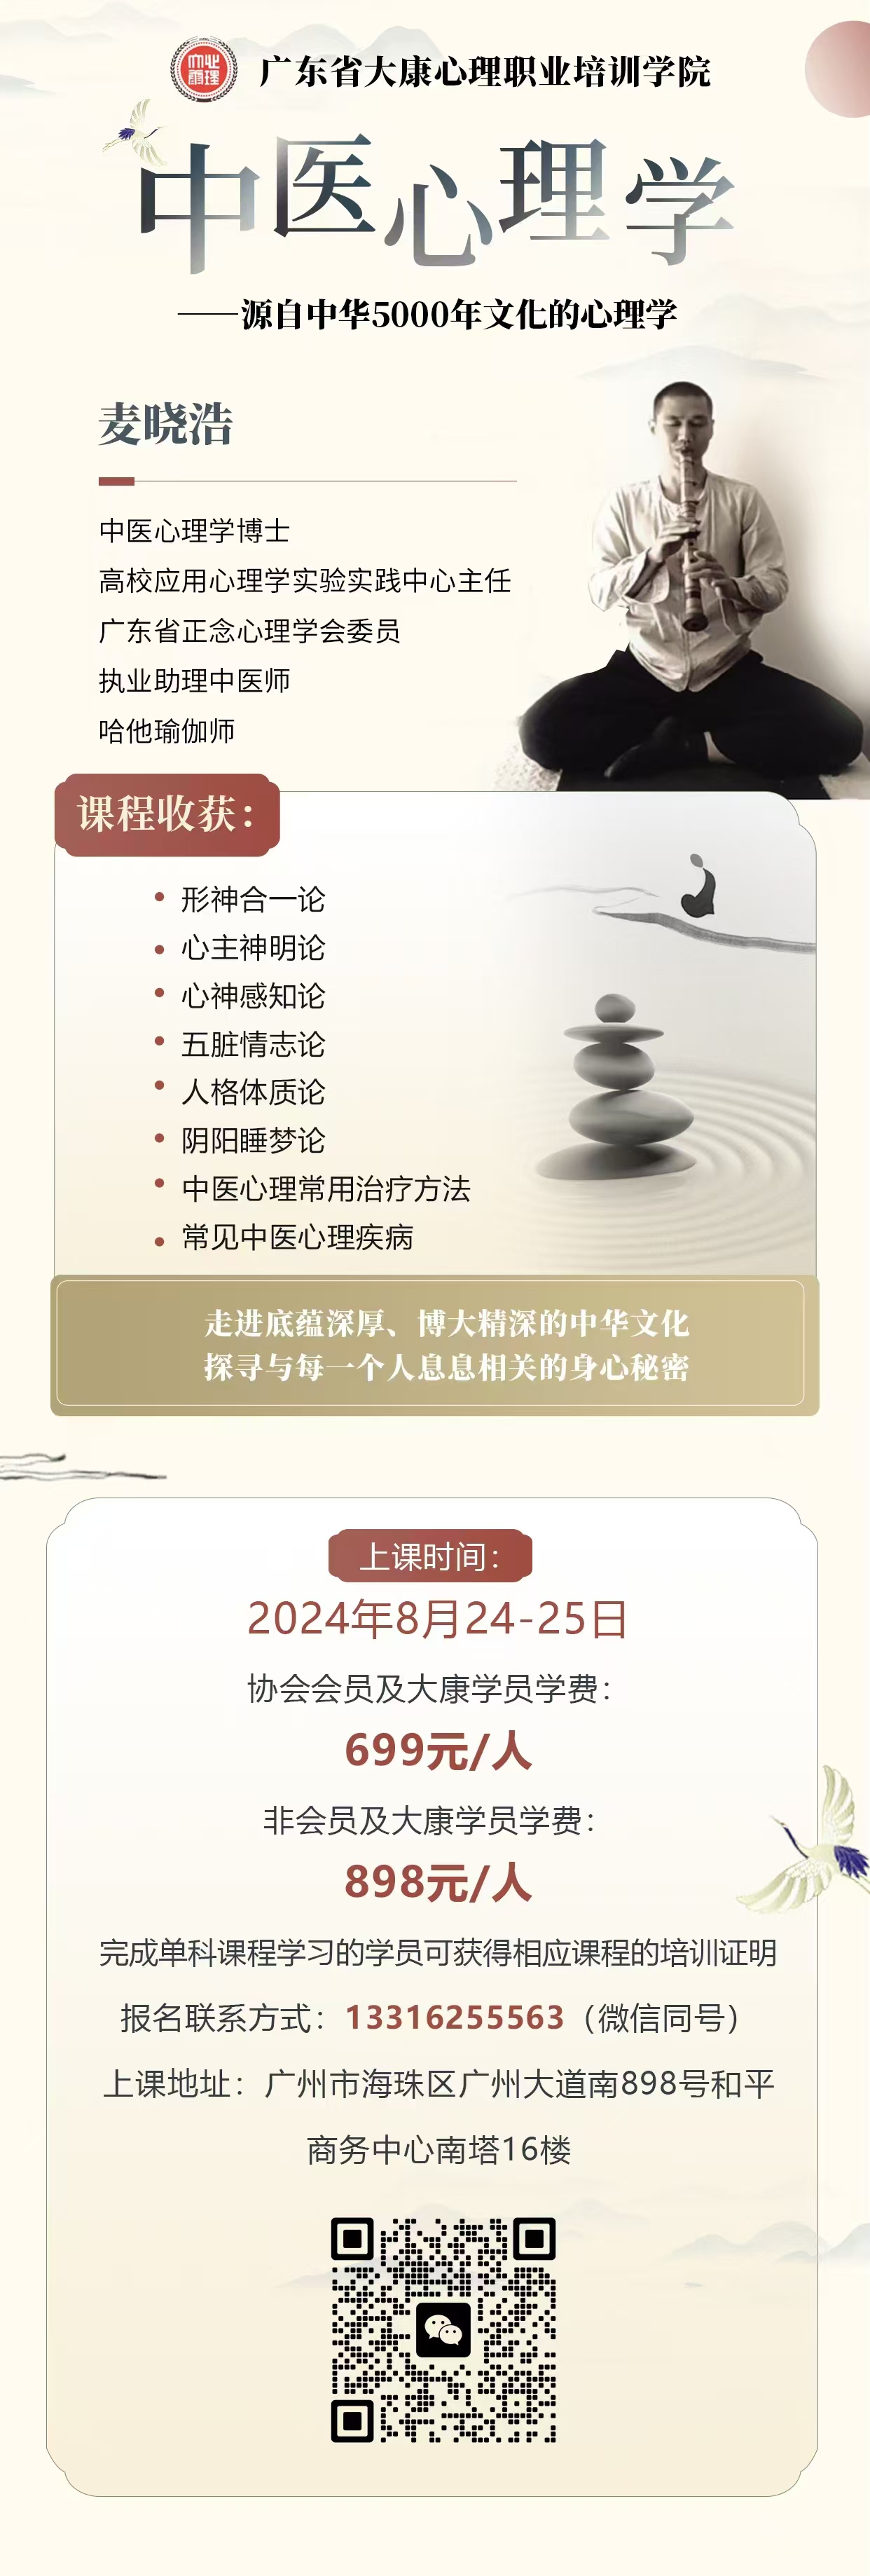 广东省大康心理职业培训学院
中医心理学
——源自中华5000年文化的心理学
麦晓浩
中医心理学博士
高校应用心理学实验实践中心主任
广东省正念心理学会委员
执业助理中医师
哈他瑜伽师
课程收获：
形神合一论
心主神明论
心神感知论
五脏情志论
人格体质论
阴阳睡梦论
中医心理常用治疗方法
常见中医心理疾病
走进底蕴深厚、博大精深的中华文化
探寻与每一个人息息相关的身心秘密
上课时间：
2024年8月24-25日
协会会员及大康学员学费：
699元/人
非会员及大康学员学费：
898元/人
完成单科课程学习的学员可获得相应课程的培训证明
报名联系方式：13316255563（微信同号）
上课地址：广州市海珠区广州大道南898号和平
商务中心南塔16楼